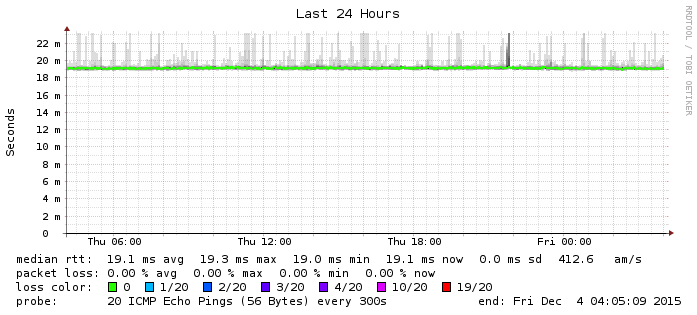 Last 24 Hours
RRDTOOL / TOBI OETIKER
Seconds
22 m
20 m
18 m
16 m
14 m
12 m
10 m
8 m
6 m
4 m
2 m
0
Thu 06:00 Thu 12:00 Thu 18:00 Fri 00:00
median rtt: 19.1 ms avg 19.3 ms max 19.0 ms min 19.1 ms now 0.0 ms sd 412.6 am/s
packet loss: 0.00 % avg 0.00 % max 0.00 % min 0.00 % now
loss color: 0 1/20 2/20 3/20 4/20 10/20 19/20
probe: 20 ICMP Echo Pings (56 Bytes) every 300s end: Fri Dec 4 04:05:09 2015